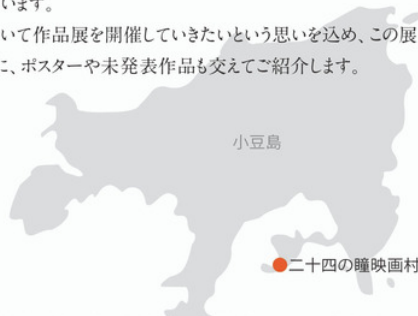 います。
いて作品展を開催していきたいという思いを込め、この展
に、ポスターや未発表作品も交えてご紹介します。
小豆島
二十四の瞳映画村